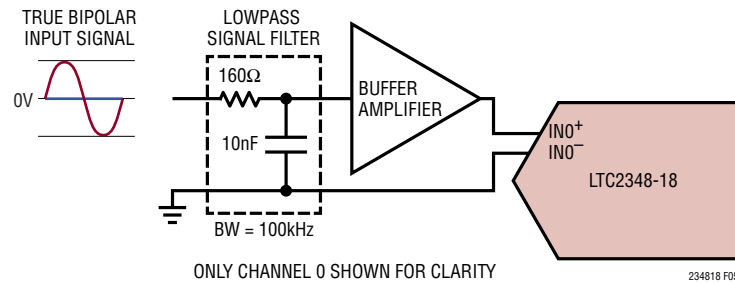 TRUE BIPOLAR
INPUT SIGNAL
LOWPASS
SIGNAL FILTER
0V
160Ω
10nF
BUFFER
AMPLIFIER
IN0+
IN0–
LTC2348-18
BW = 100kHz
ONLY CHANNEL 0 SHOWN FOR CLARITY
234818 F05